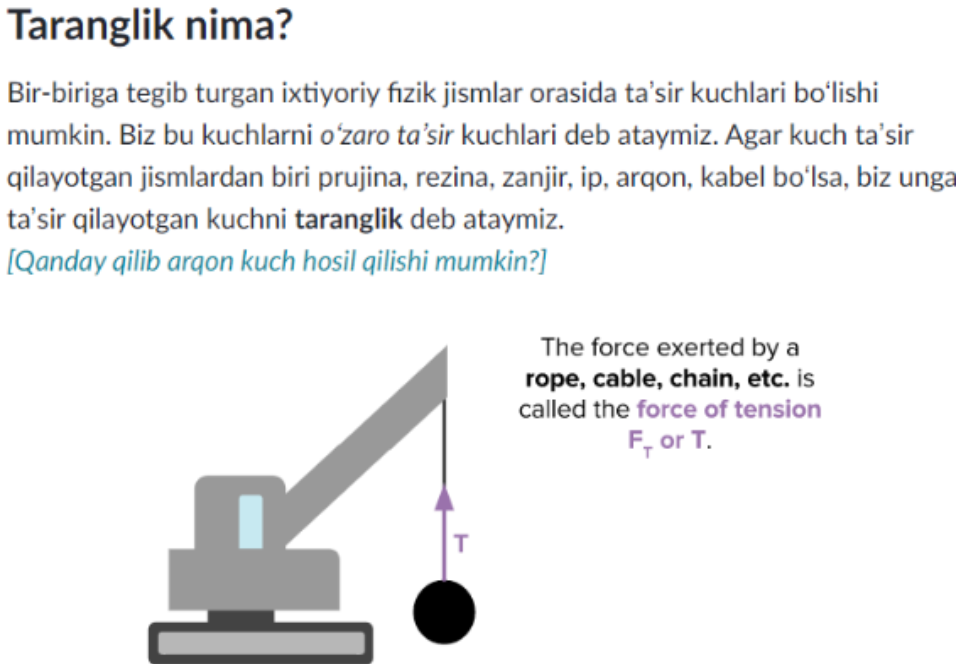 Taranglik nima?
Bir-biriga tegib turgan ixtiyoriy fizik jismlar orasida ta’sir kuchlari bo‘lishi
mumkin. Biz bu kuchlarni o‘zaro ta’sir kuchlari deb ataymiz. Agar kuch ta’sir
qilayotgan jismlardan biri prujina, rezina, zanjir, ip, arqon, kabel bo‘lsa, biz unga
ta’sir qilayotgan kuchni taranglik deb ataymiz.
[Qanday qilib arqon kuch hosil qilishi mumkin?]
The force exerted by a
rope, cable, chain, etc. is
called the force of tension
F_T or T.
T